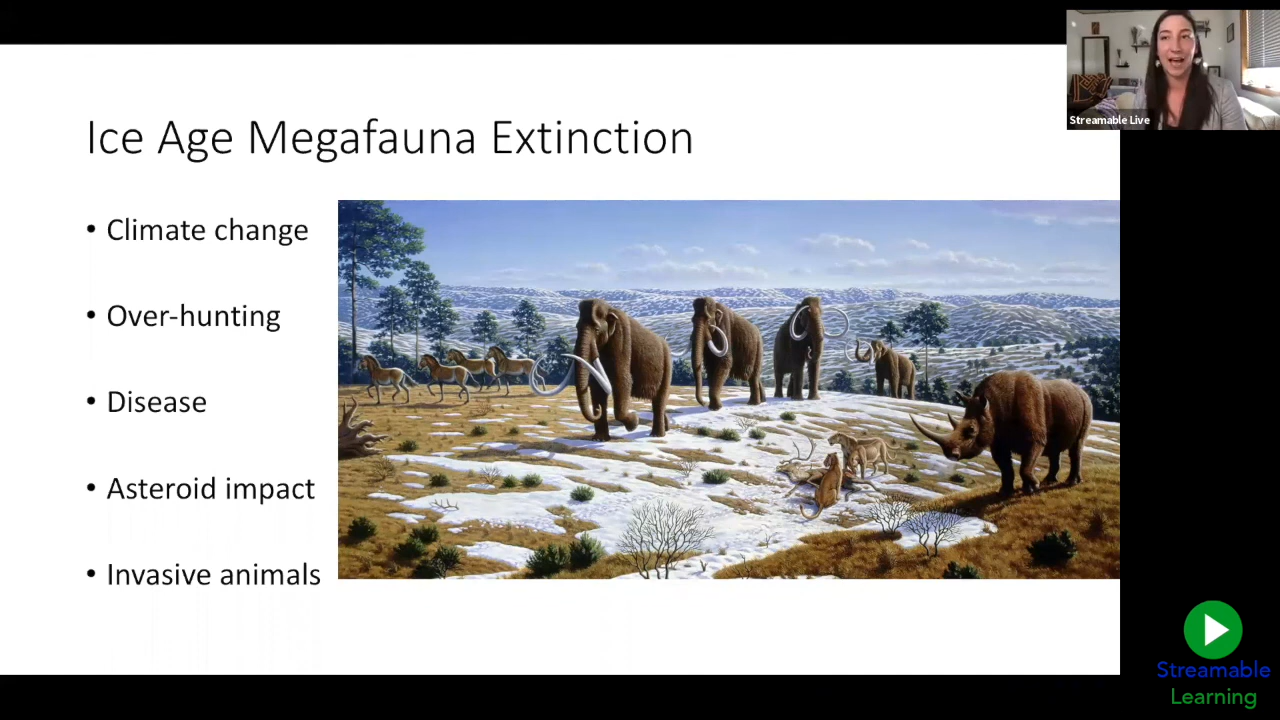 Streamable Live
Ice Age Megafauna Extinction
• Climate change
• Over-hunting
• Disease
• Asteroid impact
• Invasive animals
Streamable
Learning